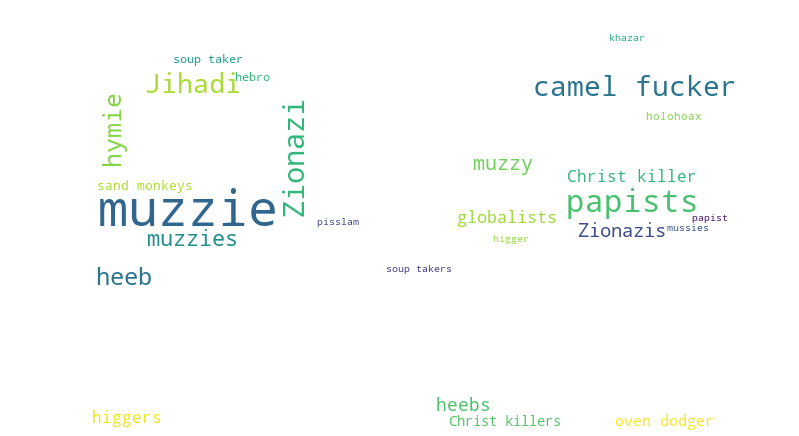 khazar
soup taker
Jihadi
hebro
camel fucker
hymie
Zionazi
holohoax
muzzy
Christ killer
sand monkeys
muzzie
papists
globalists
papist
pisslam
Zionazis
mussies
muzzies
higger
soup takers
heeb
heebs
higgers
Christ killers
oven dodger